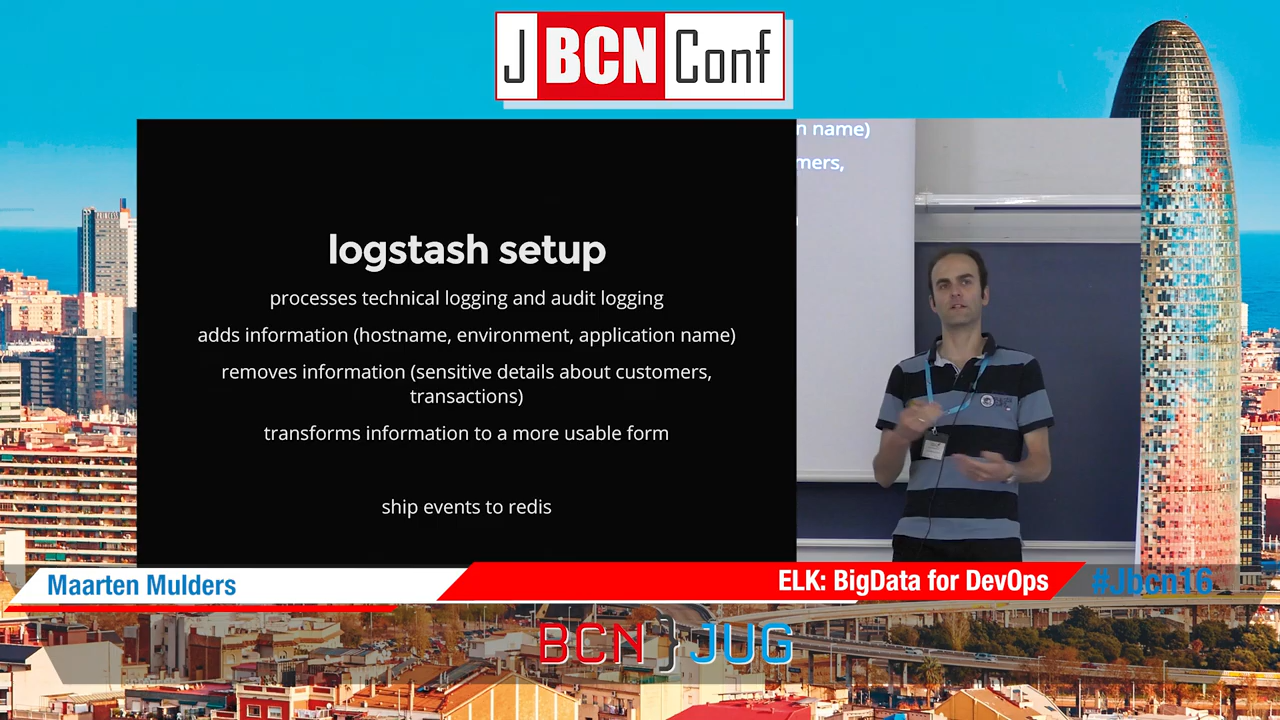 J BCN Conf
n name)
mers,
logstash setup
processes technical logging and audit logging
adds information (hostname, environment, application name)
removes information (sensitive details about customers,
transactions)
transforms information to a more usable form
ship events to redis
Maarten Mulders
ELK: BigData for DevOps
#Jbcn16
BCN JUG